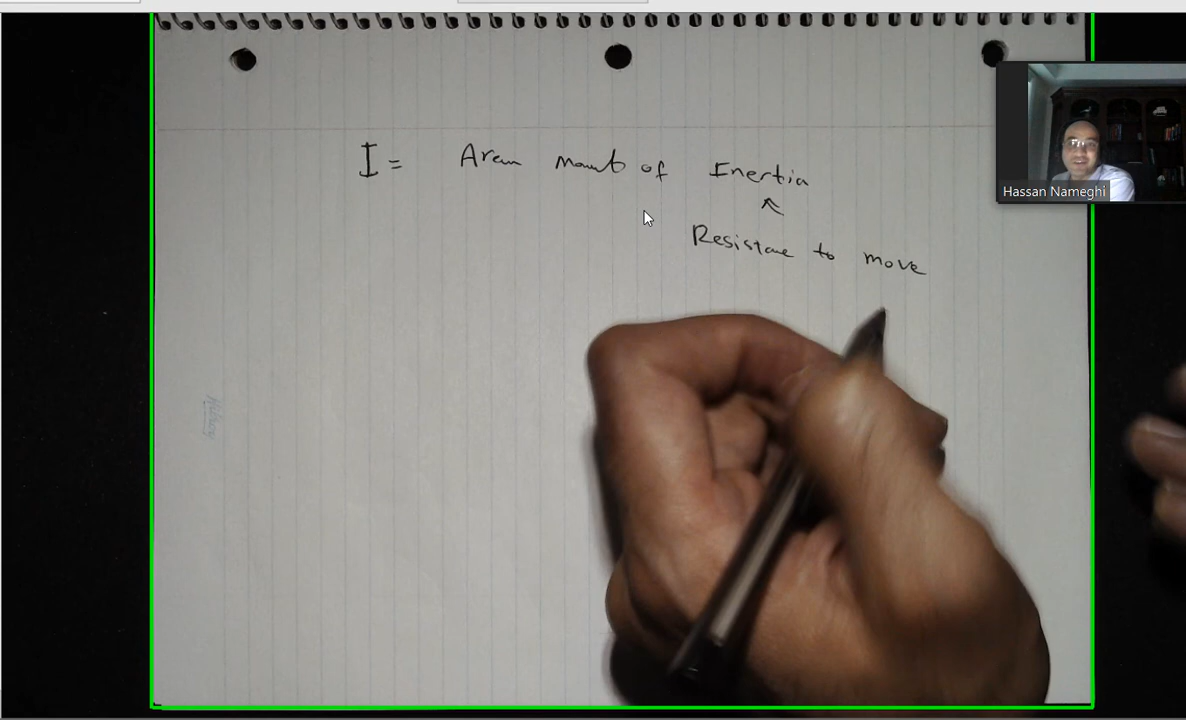 I = Area Moment of Inertia
Resistance to move
Hassan Nameghi